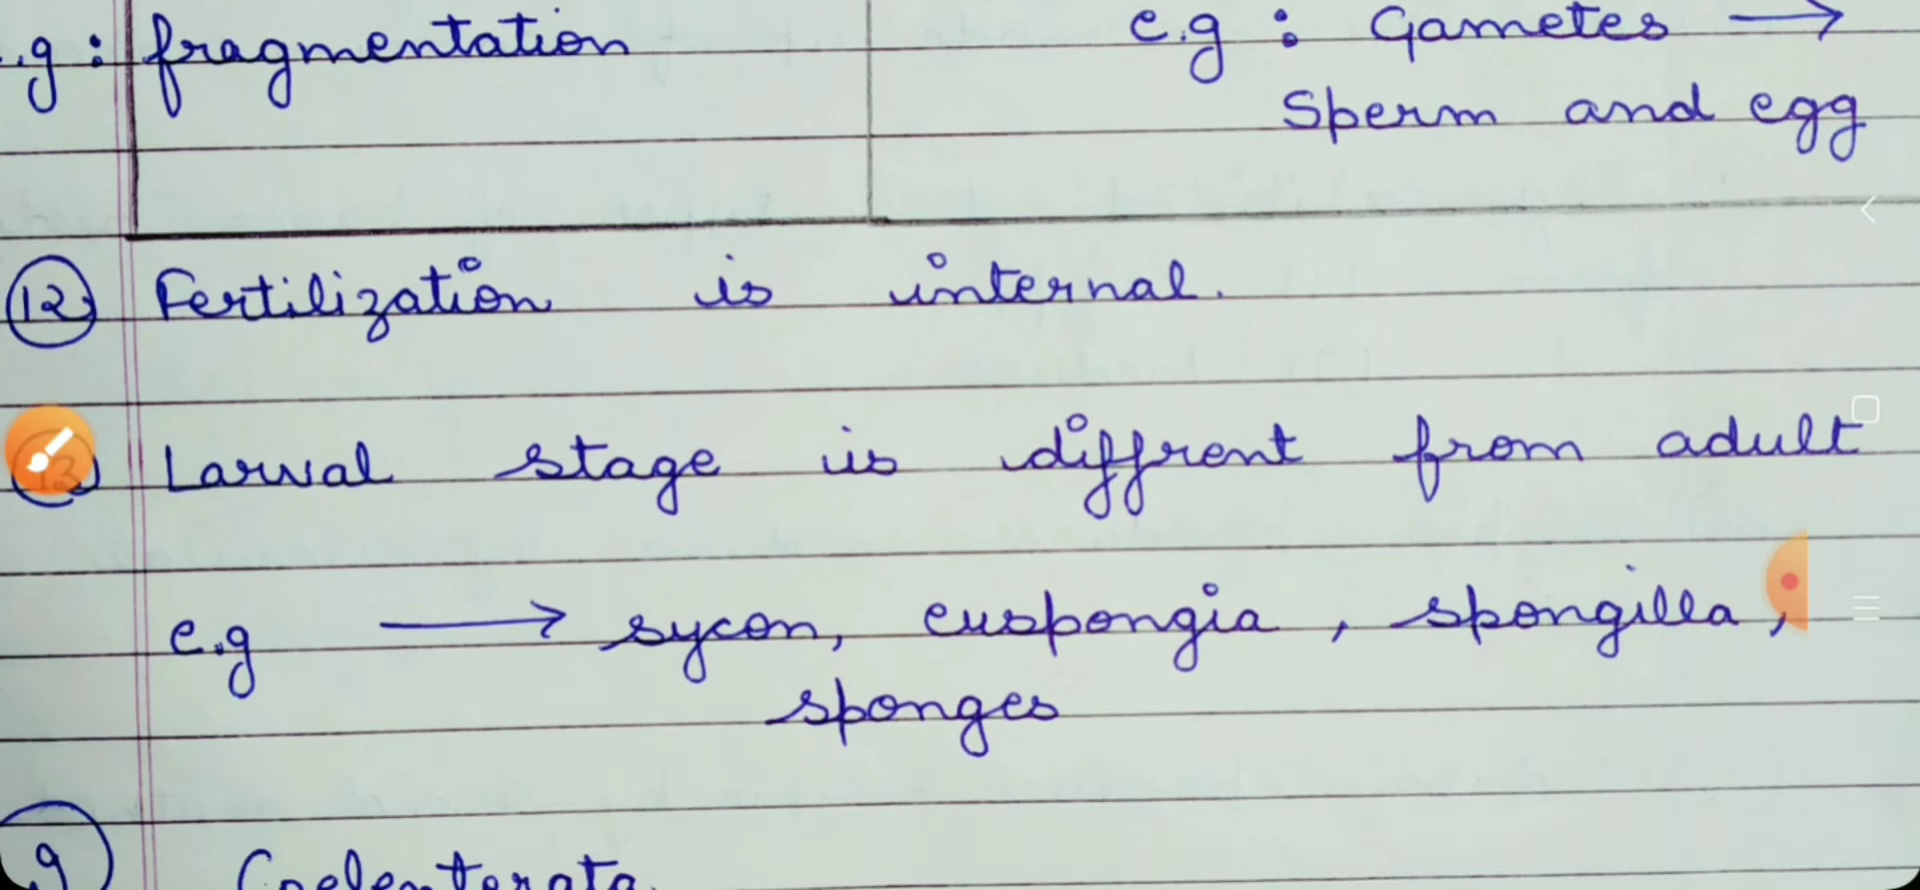 .g : fragmentation
e.g : Gametes →
Sperm and egg
12 Fertilization is internal.
13 Larval stage is diffrent from adult
e.g → sycon, euspongia, spongilla,
sponges
9 Coelenterata